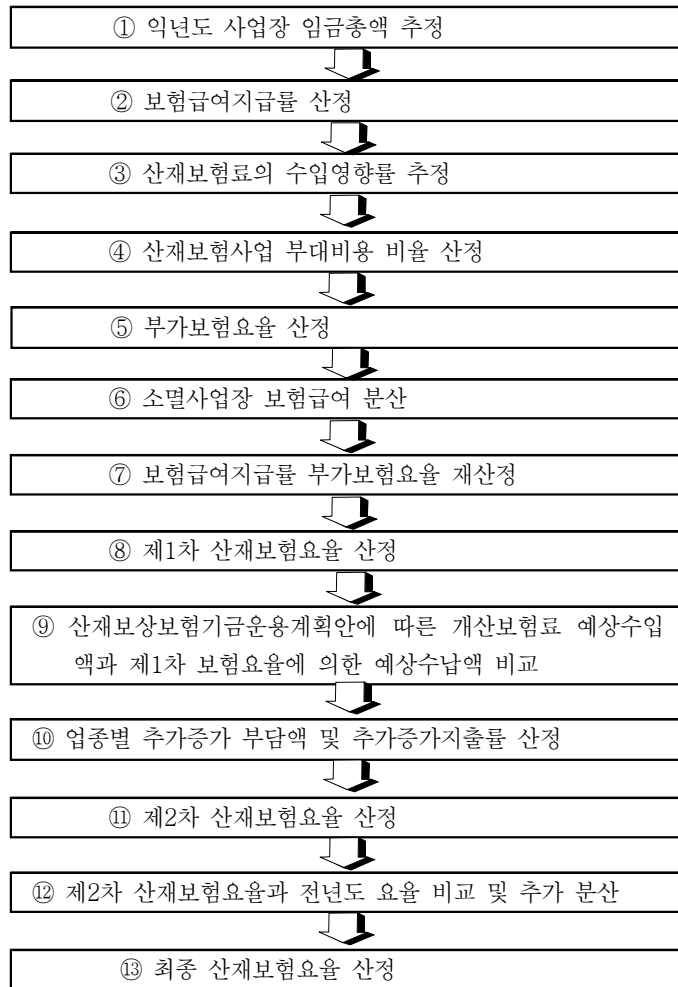 ① 익년도 사업장 임금총액 추정
② 보험급여지급률 산정
③ 산재보험료의 수입영향률 추정
④ 산재보험사업 부대비용 비율 산정
⑤ 부가보험요율 산정
⑥ 소멸사업장 보험급여 분산
⑦ 보험급여지급률 부가보험요율 재산정
⑧ 제1차 산재보험요율 산정
⑨ 산재보상보험기금운용계획안에 따른 개산보험료 예상수입
액과 제1차 보험요율에 의한 예상수납액 비교
⑩ 업종별 추가증가 부담액 및 추가증가지출률 산정
⑪ 제2차 산재보험요율 산정
⑫ 제2차 산재보험요율과 전년도 요율 비교 및 추가 분산
⑬ 최종 산재보험요율 산정